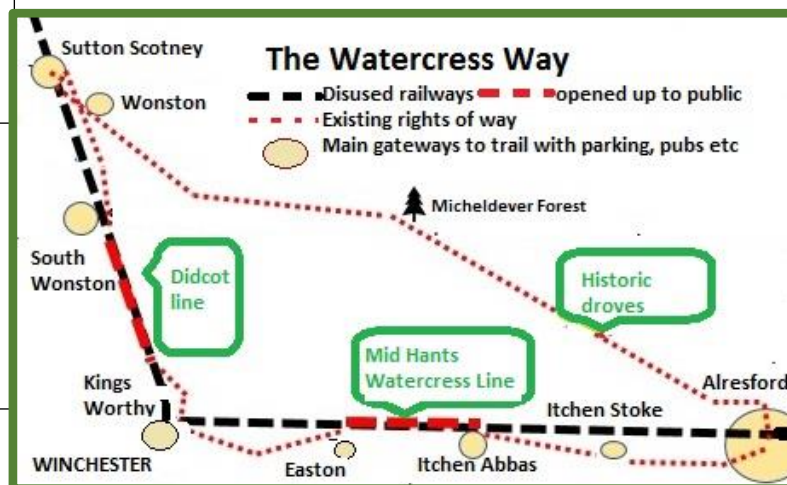 Sutton Scotney
The Watercress Way
Disused railways
opened up to public
Wonston
Existing rights of way
Main gateways to trail with parking, pubs etc
Micheldever Forest
South
Wonston
Didcot
line
Historic
droves
Mid Hants
Watercress Line
Kings
Worthy
Alresford
Itchen Stoke
WINCHESTER
Easton
Itchen Abbas